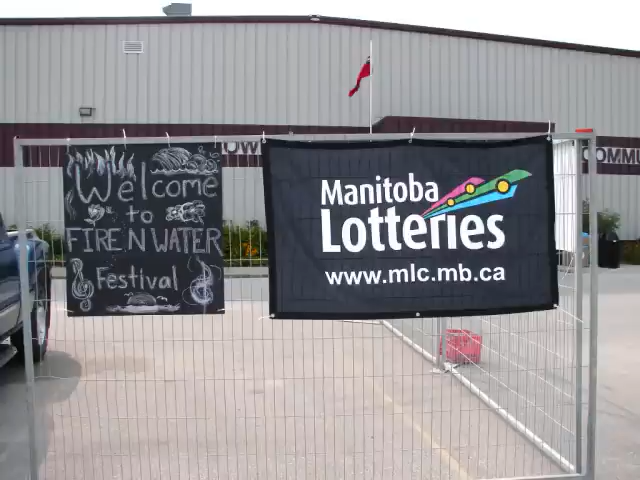 Welcome
to
FIRE N WATER
Festival
Manitoba
Lotteries
www.mlc.mb.ca